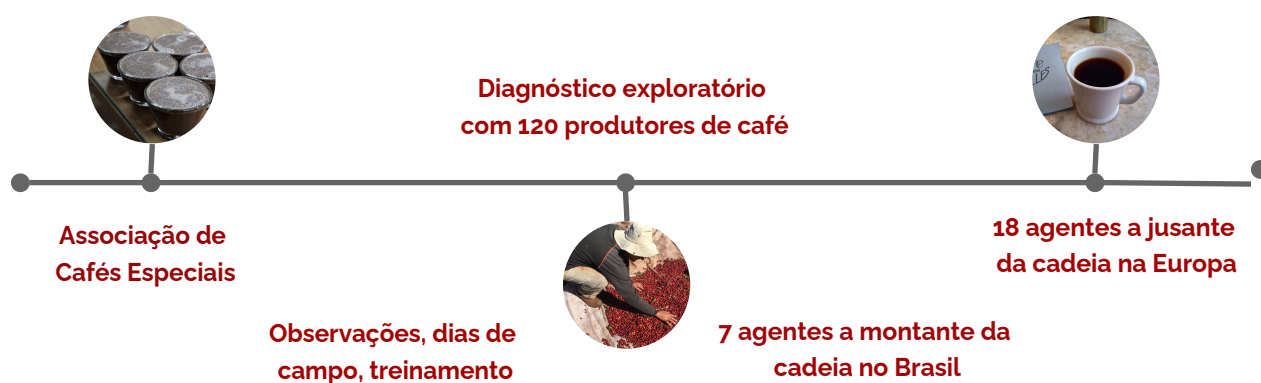 Associação de
Cafés Especiais
Observações, dias de
campo, treinamento
Diagnóstico exploratório
com 120 produtores de café
7 agentes a montante da
cadeia no Brasil
18 agentes a jusante
da cadeia na Europa